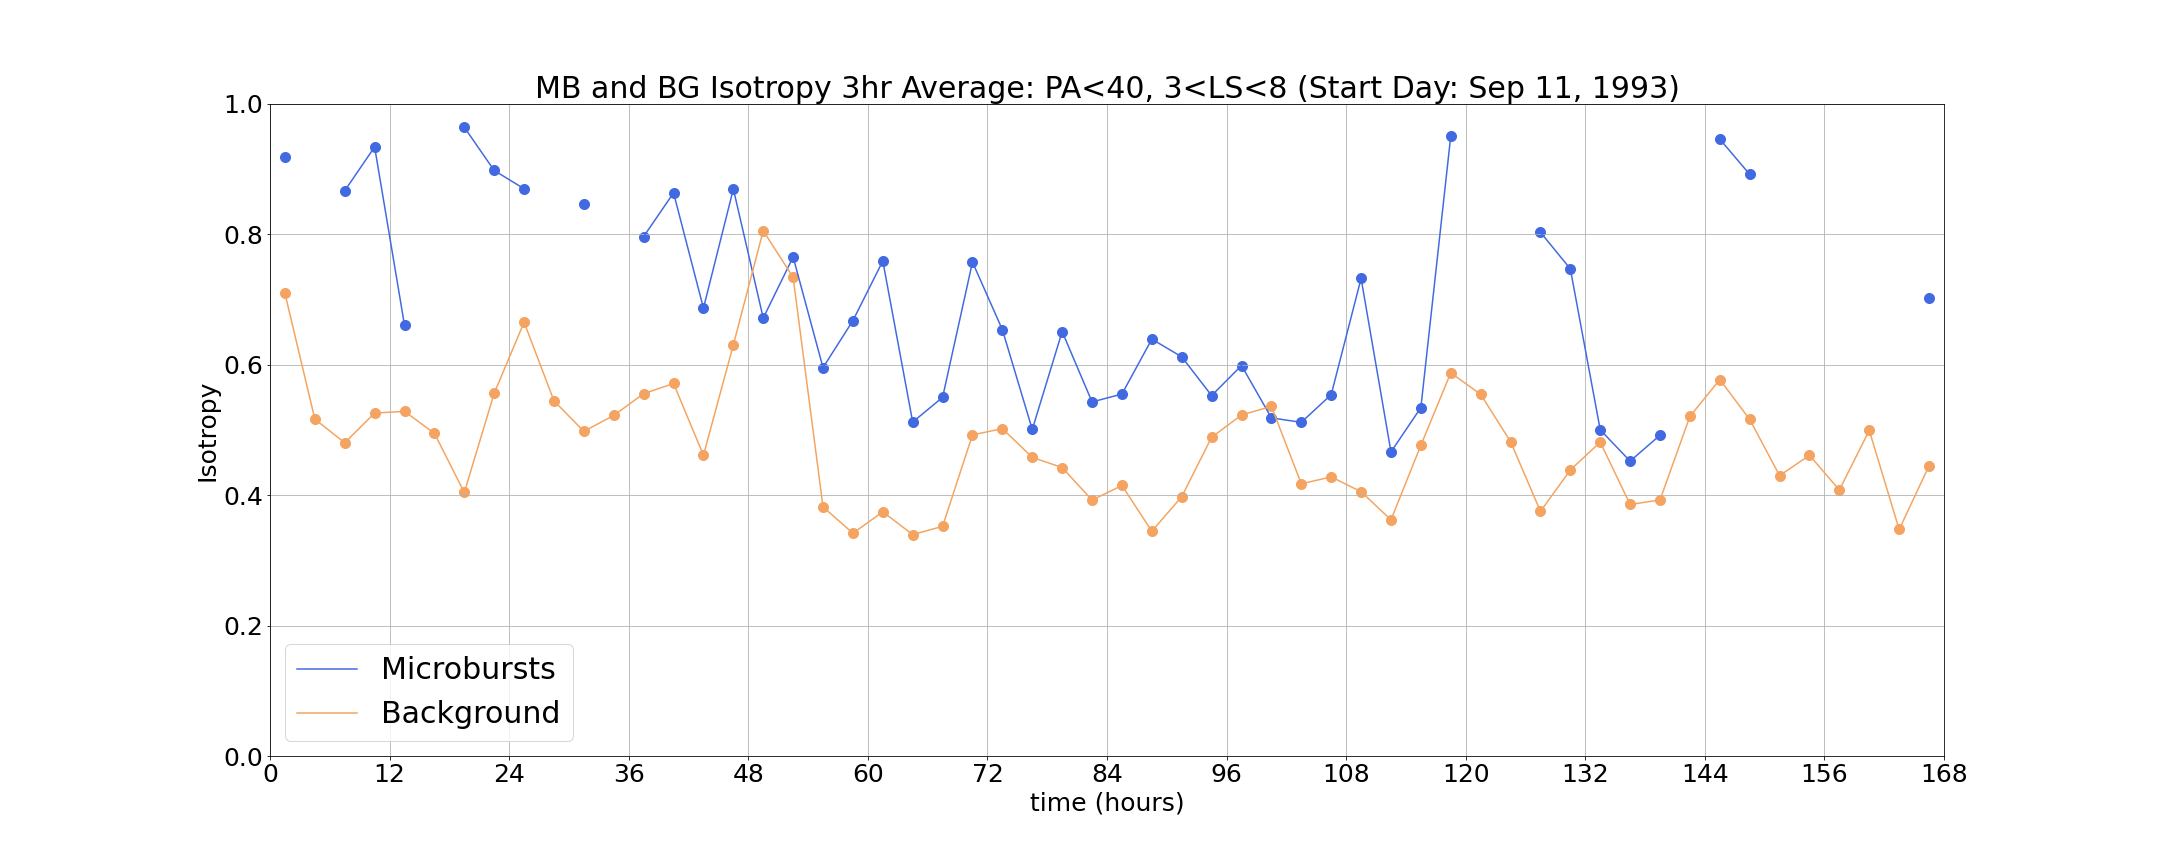 MB and BG Isotropy 3hr Average: PA<40, 3<LS<8 (Start Day: Sep 11, 1993)
1.0
0.8
0.6
0.4
0.2
0.0
Isotropy
Microbursts
Background
0 12 24 36 48 60 72 84 96 108 120 132 144 156 168
time (hours)